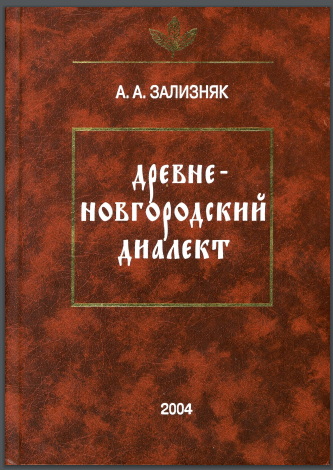 А. А. ЗАЛИЗНЯК
ДРЕВНЕ-
НОВГОРОДСКИЙ
ДИАЛЕКТ
2004